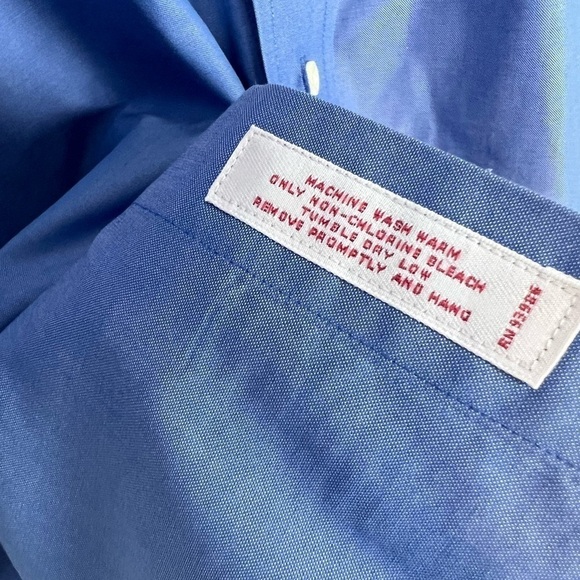 MACHINE WASH WARM
ONLY NON-CHLORINE BLEACH
TUMBLE DRY LOW
REMOVE PROMPTLY AND HANG